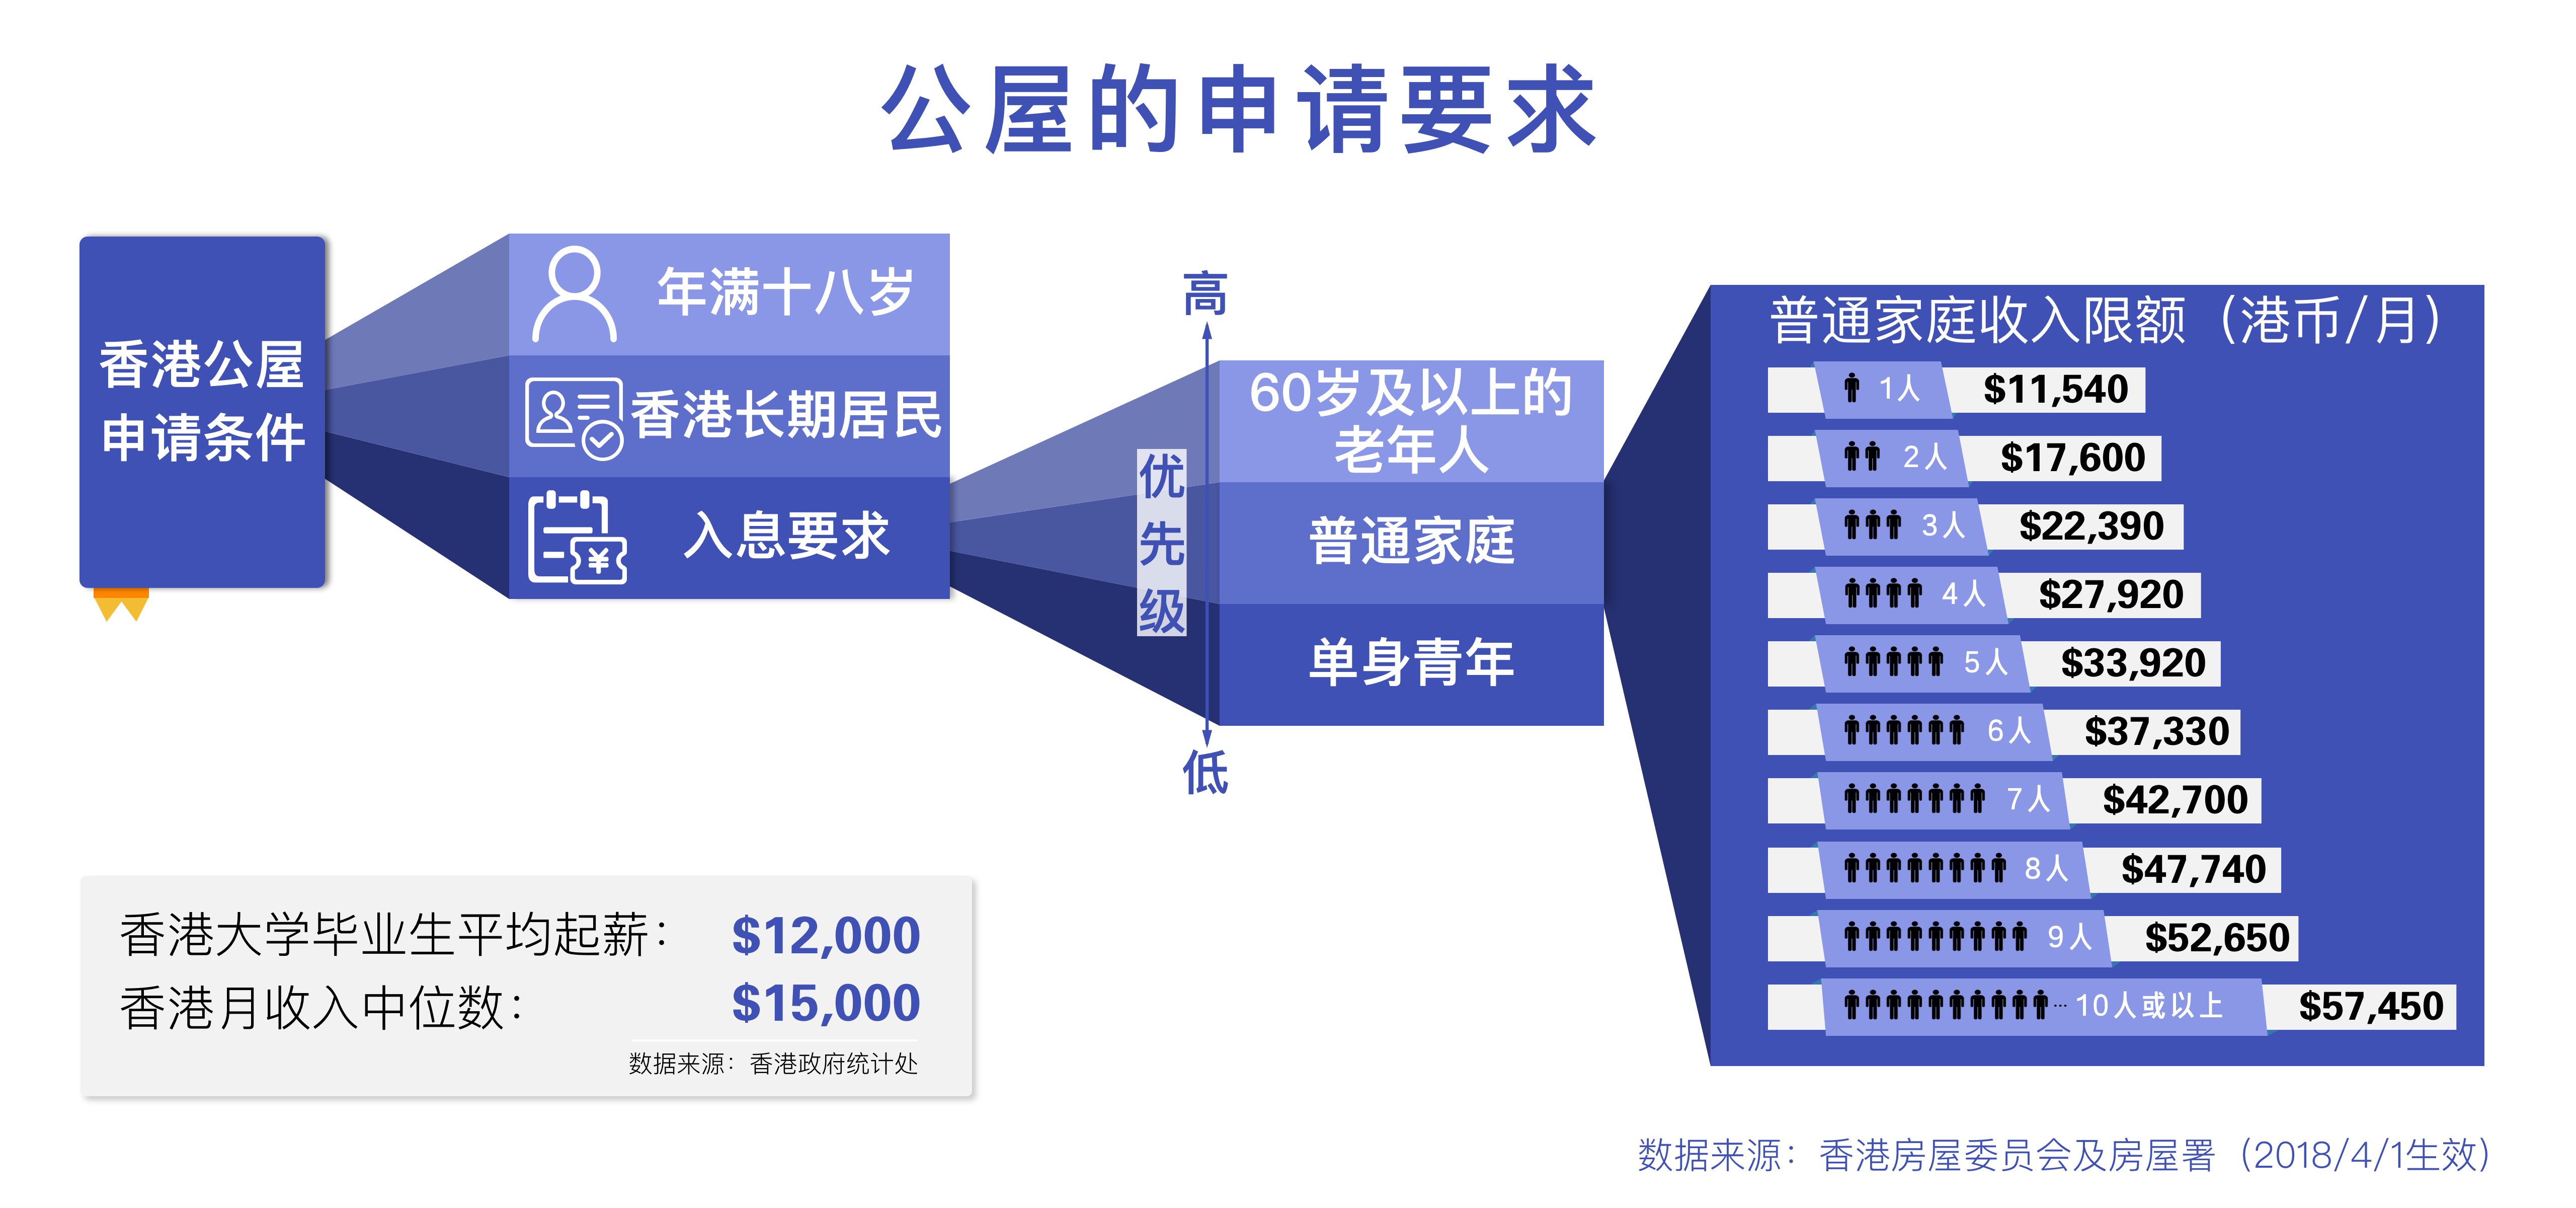 公屋的申请要求
香港公屋
申请条件
年满十八岁
香港长期居民
¥
入息要求
高
优
先
级
低
60岁及以上的
老年人
普通家庭
单身青年
普通家庭收入限额（港币/月）
1人 $11,540
2人 $17,600
3人 $22,390
4人 $27,920
5人 $33,920
6人 $37,330
7人 $42,700
8人 $47,740
9人 $52,650
… 10人或以上 $57,450
香港大学毕业生平均起薪： $12,000
香港月收入中位数： $15,000
数据来源：香港政府统计处
数据来源：香港房屋委员会及房屋署（2018/4/1生效）